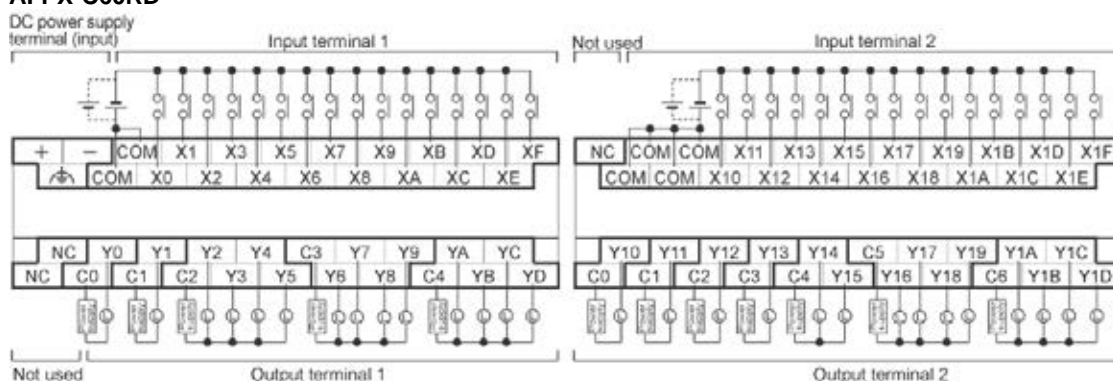 DC power supply
terminal (input)
Input terminal 1
Not used
Input terminal 2
+ − COM X1 X3 X5 X7 X9 XB XD XF
COM X0 X2 X4 X6 X8 XA XC XE
NC COM COM X11 X13 X15 X17 X19 X1B X1D X1F
COM COM X10 X12 X14 X16 X18 X1A X1C X1E
NC Y0 Y1 Y2 Y4 C3 Y7 Y9 YA YC
NC C0 C1 C2 Y3 Y5 Y6 Y8 C4 YB YD
Y10 Y11 Y12 Y13 Y14 C5 Y17 Y19 Y1A Y1C
C0 C1 C2 C3 C4 Y15 Y16 Y18 C6 Y1B Y1D
Not used
Output terminal 1
Output terminal 2